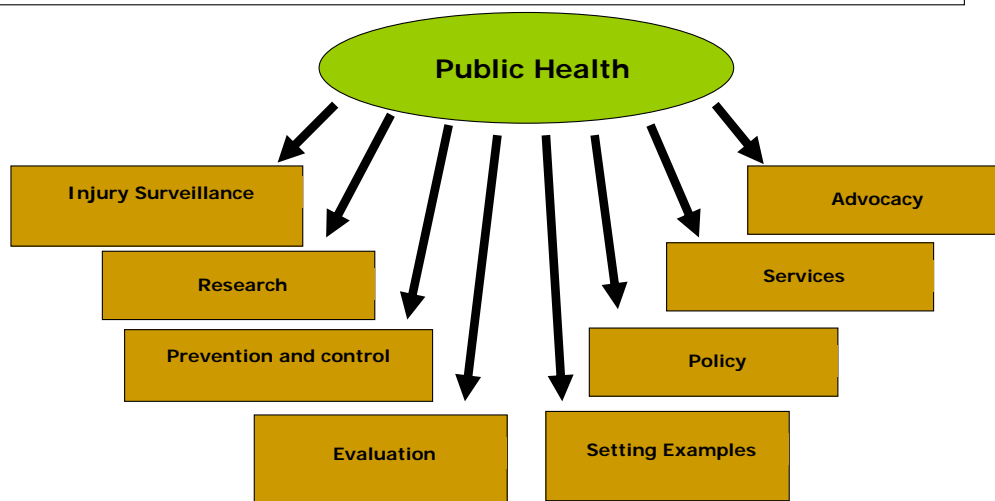 Public Health
Injury Surveillance
Advocacy
Research
Services
Prevention and control
Policy
Evaluation
Setting Examples